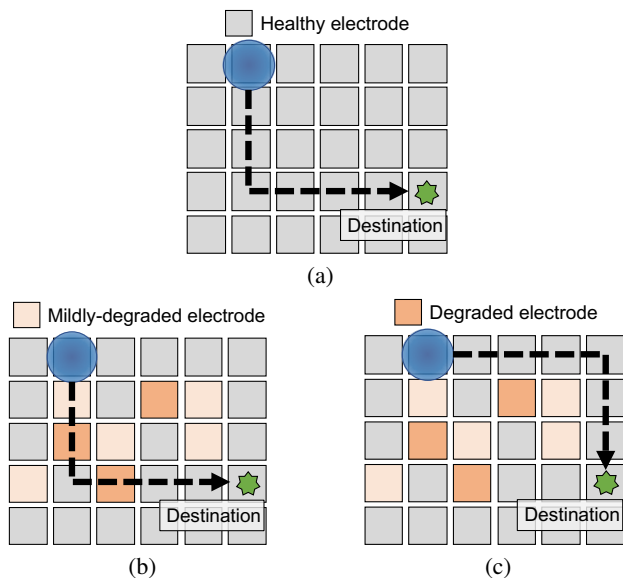 Healthy electrode
Destination
(a)
Mildly-degraded electrode
Destination
(b)
Degraded electrode
Destination
(c)